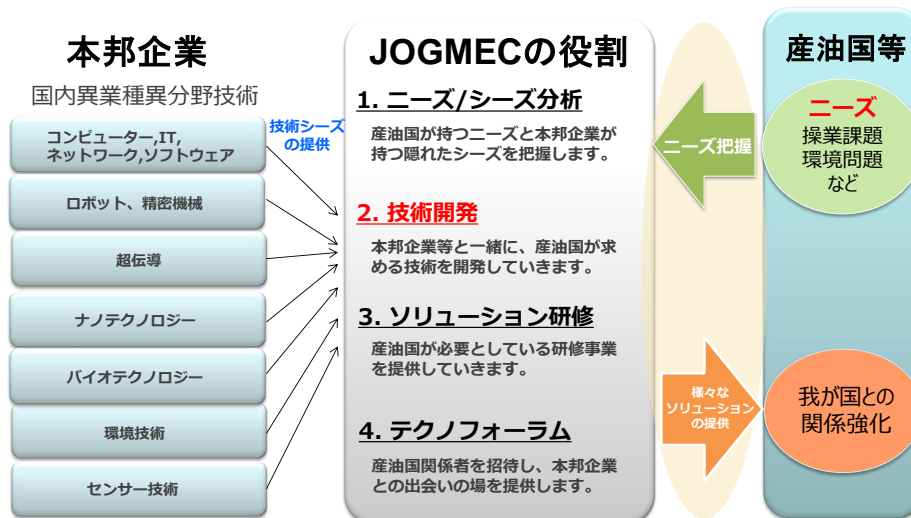 本邦企業
国内異業種異分野技術
コンピューター,IT,
ネットワーク,ソフトウェア
ロボット、精密機械
超伝導
ナノテクノロジー
バイオテクノロジー
環境技術
センサー技術
技術シーズ
の提供
JOGMECの役割
1. ニーズ/シーズ分析
産油国が持つニーズと本邦企業が
持つ隠れたシーズを把握します。
2. 技術開発
本邦企業等と一緒に、産油国が求
める技術を開発していきます。
3. ソリューション研修
産油国が必要としている研修事業
を提供していきます。
4. テクノフォーラム
産油国関係者を招待し、本邦企業
との出会いの場を提供します。
ニーズ把握
様々な
ソリューション
の提供
産油国等
ニーズ
操業課題
環境問題
など
我が国との
関係強化